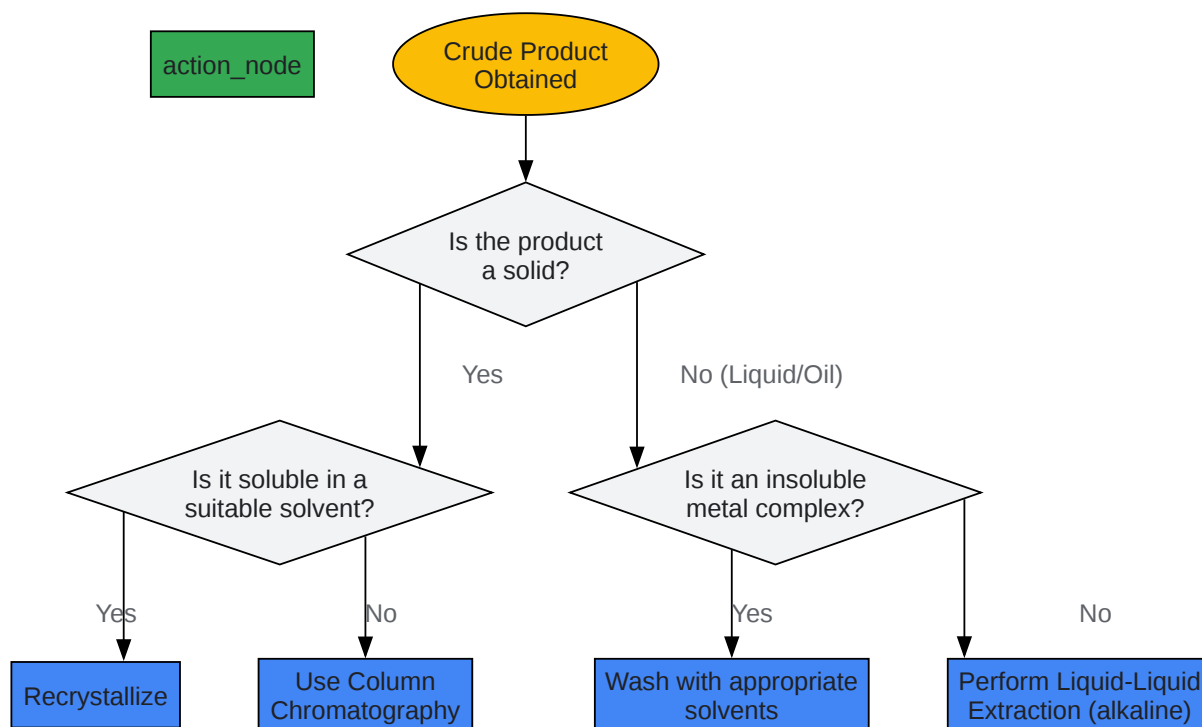 action_node
Crude Product
Obtained
Is the product
a solid?
Yes
No (Liquid/Oil)
Is it soluble in a
suitable solvent?
Is it an insoluble
metal complex?
Yes
No
Yes
No
Recrystallize
Use Column
Chromatography
Wash with appropriate
solvents
Perform Liquid-Liquid
Extraction (alkaline)